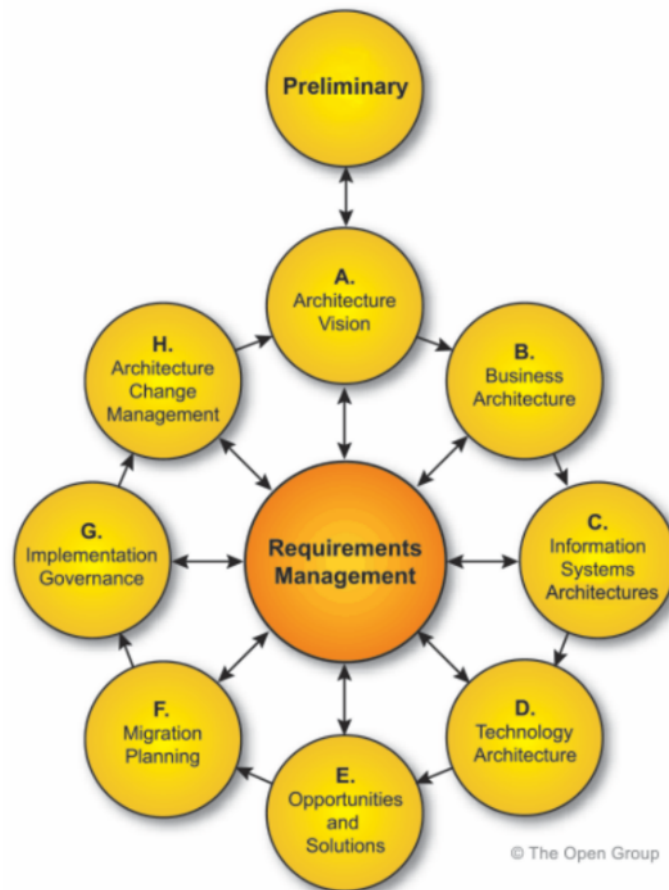 Preliminary
A.
Architecture
Vision
B.
Business
Architecture
C.
Information
Systems
Architectures
D.
Technology
Architecture
E.
Opportunities
and
Solutions
F.
Migration
Planning
G.
Implementation
Governance
H.
Architecture
Change
Management
Requirements
Management
© The Open Group